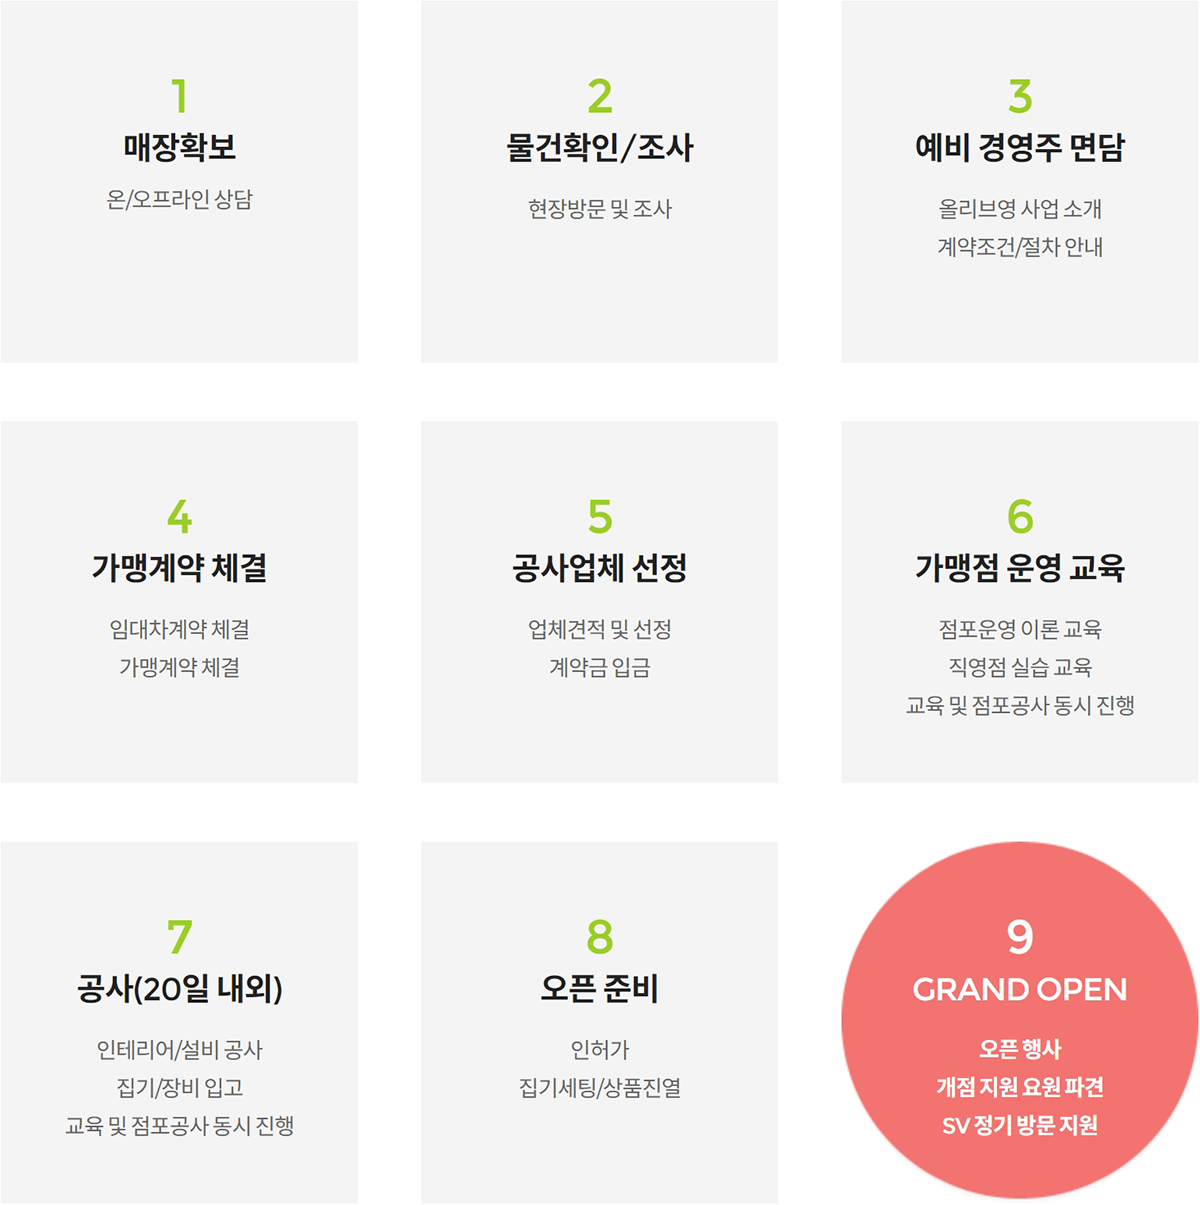 1
매장확보
온/오프라인 상담
2
물건확인/조사
현장방문 및 조사
3
예비 경영주 면담
올리브영 사업 소개
계약조건/절차 안내
4
가맹계약 체결
임대차계약 체결
가맹계약 체결
5
공사업체 선정
업체견적 및 선정
계약금 입금
6
가맹점 운영 교육
점포운영 이론 교육
직영점 실습 교육
교육 및 점포공사 동시 진행
7
공사(20일 내외)
인테리어/설비 공사
집기/장비 입고
교육 및 점포공사 동시 진행
8
오픈 준비
인허가
집기세팅/상품진열
9
GRAND OPEN
오픈 행사
개점 지원 요원 파견
SV 정기 방문 지원